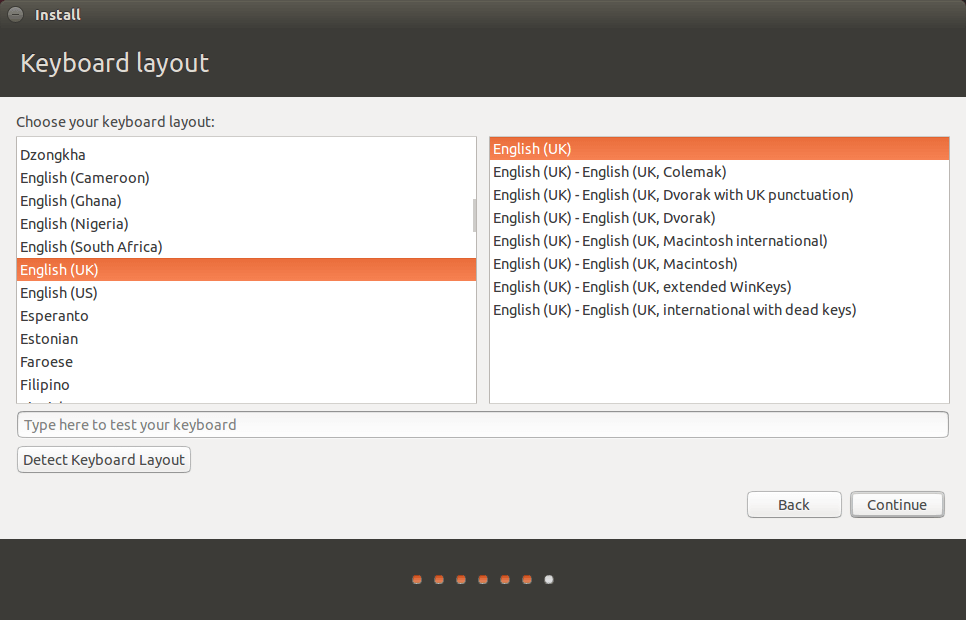 Install
Keyboard layout
Choose your keyboard layout:
Dzongkha
English (Cameroon)
English (Ghana)
English (Nigeria)
English (South Africa)
English (UK)
English (US)
Esperanto
Estonian
Faroese
Filipino
English (UK)
English (UK) - English (UK, Colemak)
English (UK) - English (UK, Dvorak with UK punctuation)
English (UK) - English (UK, Dvorak)
English (UK) - English (UK, Macintosh international)
English (UK) - English (UK, Macintosh)
English (UK) - English (UK, extended WinKeys)
English (UK) - English (UK, international with dead keys)
Type here to test your keyboard
Detect Keyboard Layout
Back
Continue